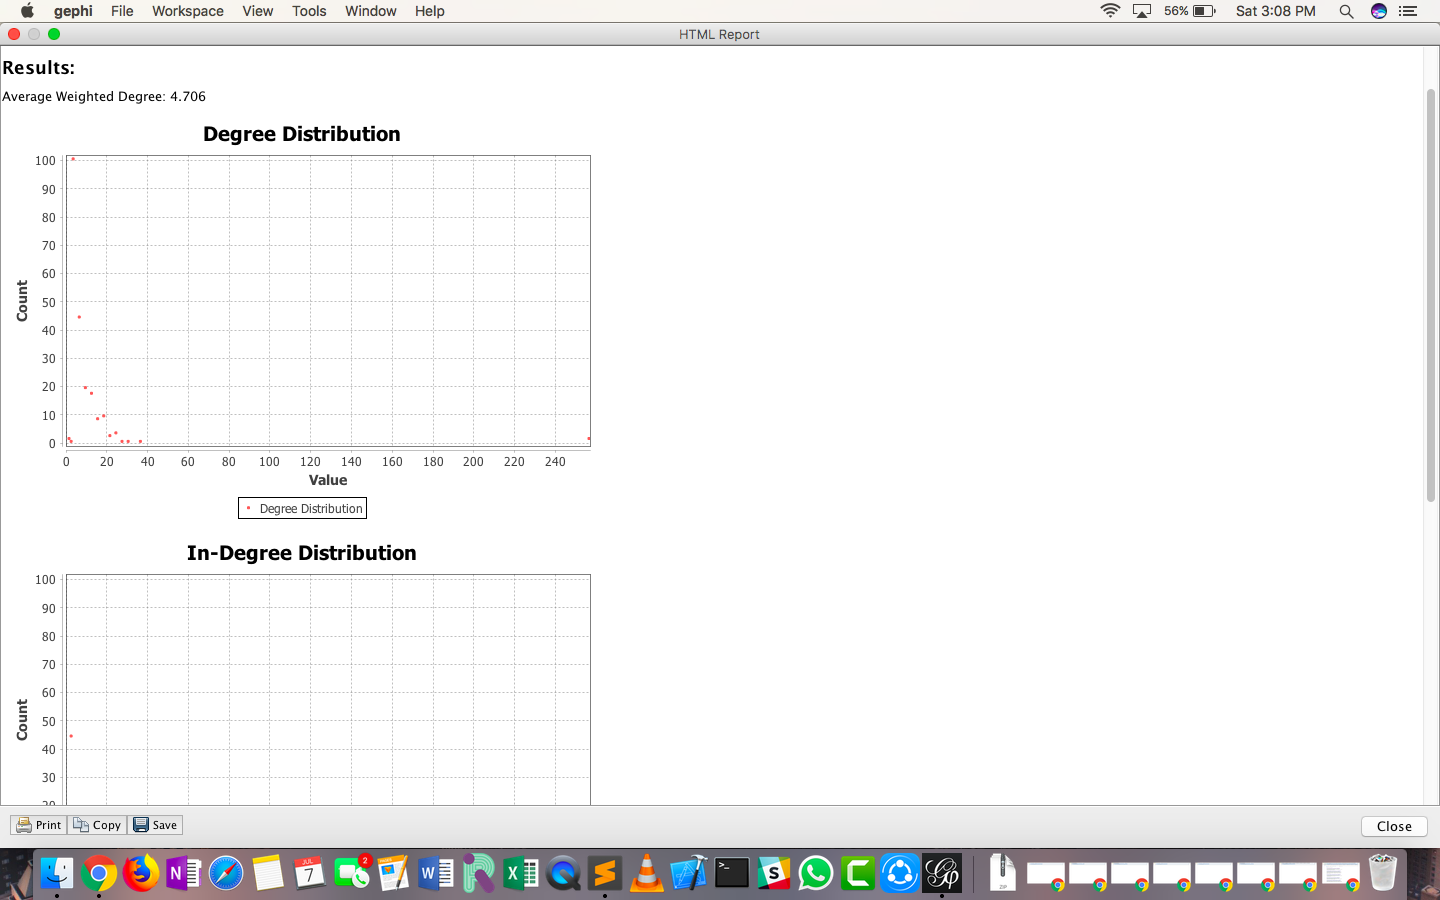 gephi File Workspace View Tools Window Help 56% Sat 3:08 PM
HTML Report
Results:
Average Weighted Degree: 4.706
Degree Distribution
100
90
80
70
60
50
40
30
20
10
0
Count
0 20 40 60 80 100 120 140 160 180 200 220 240
Value
Degree Distribution
In-Degree Distribution
100
90
80
70
60
50
40
30
20
Count
Print Copy Save Close
JUL
7
2
N
W
X
S
C
>_
ZIP